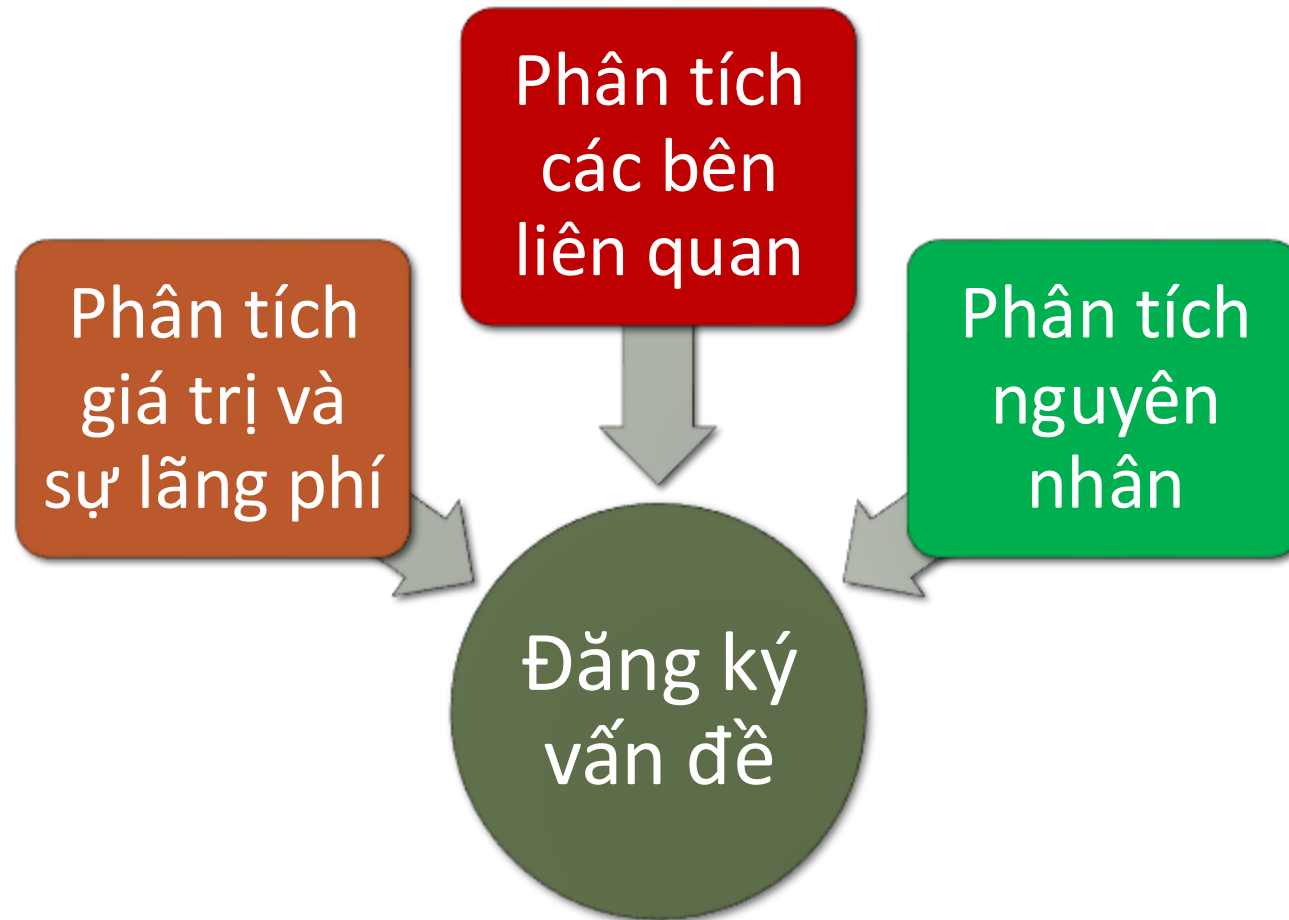 Phân tích
các bên
liên quan
Phân tích
giá trị và
sự lãng phí
Phân tích
nguyên
nhân
Đăng ký
vấn đề